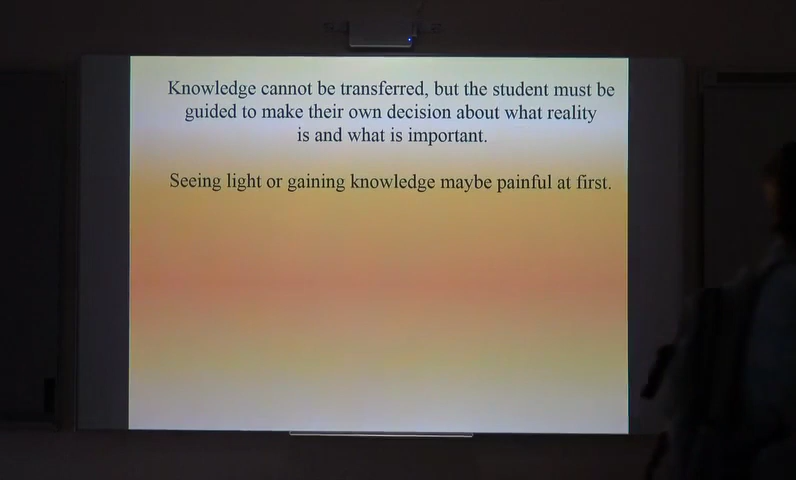 Knowledge cannot be transferred, but the student must be
guided to make their own decision about what reality
is and what is important.
Seeing light or gaining knowledge maybe painful at first.